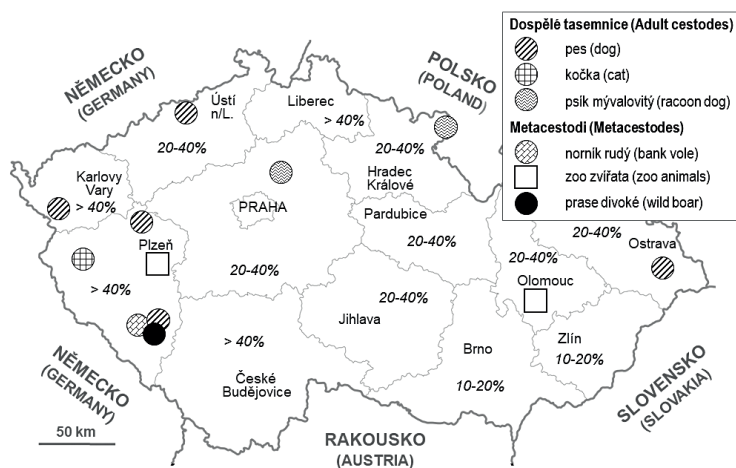 Dospělé tasemnice (Adult cestodes)
pes (dog)
kočka (cat)
psík mývalovitý (racoon dog)
Metacestodi (Metacestodes)
norník rudý (bank vole)
zoo zvířata (zoo animals)
prase divoké (wild boar)
NĚMECKO
(GERMANY)
POLSKO
(POLAND)
Ústí
n/L.
20-40%
Liberec
> 40%
20-40%
Hradec
Králové
Karlovy
Vary
> 40%
PRAHA
20-40%
Pardubice
20-40%
20-40%
Ostrava
20-40%
Olomouc
Plzeň
> 40%
20-40%
Jihlava
> 40%
České
Budějovice
Brno
10-20%
Zlín
10-20%
NĚMECKO
(GERMANY)
SLOVENSKO
(SLOVAKIA)
RAKOUSKO
(AUSTRIA)
50 km